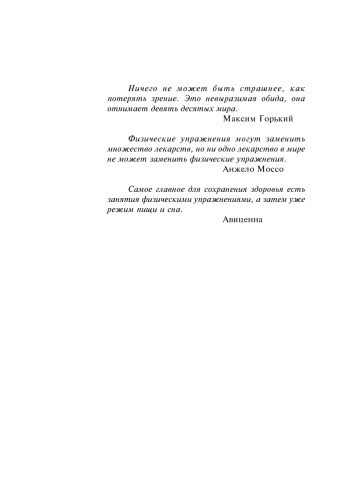 Ничего не может быть страшнее, как
потерять зрение. Это невыразимая обида, она
отнимает девять десятых мира.
Максим Горький
Физические упражнения могут заменить
множество лекарств, но ни одно лекарство в мире
не может заменить физические упражнения.
Анжело Моссо
Самое главное для сохранения здоровья есть
занятия физическими упражнениями, а затем уже
режим пищи и сна.
Авиценна